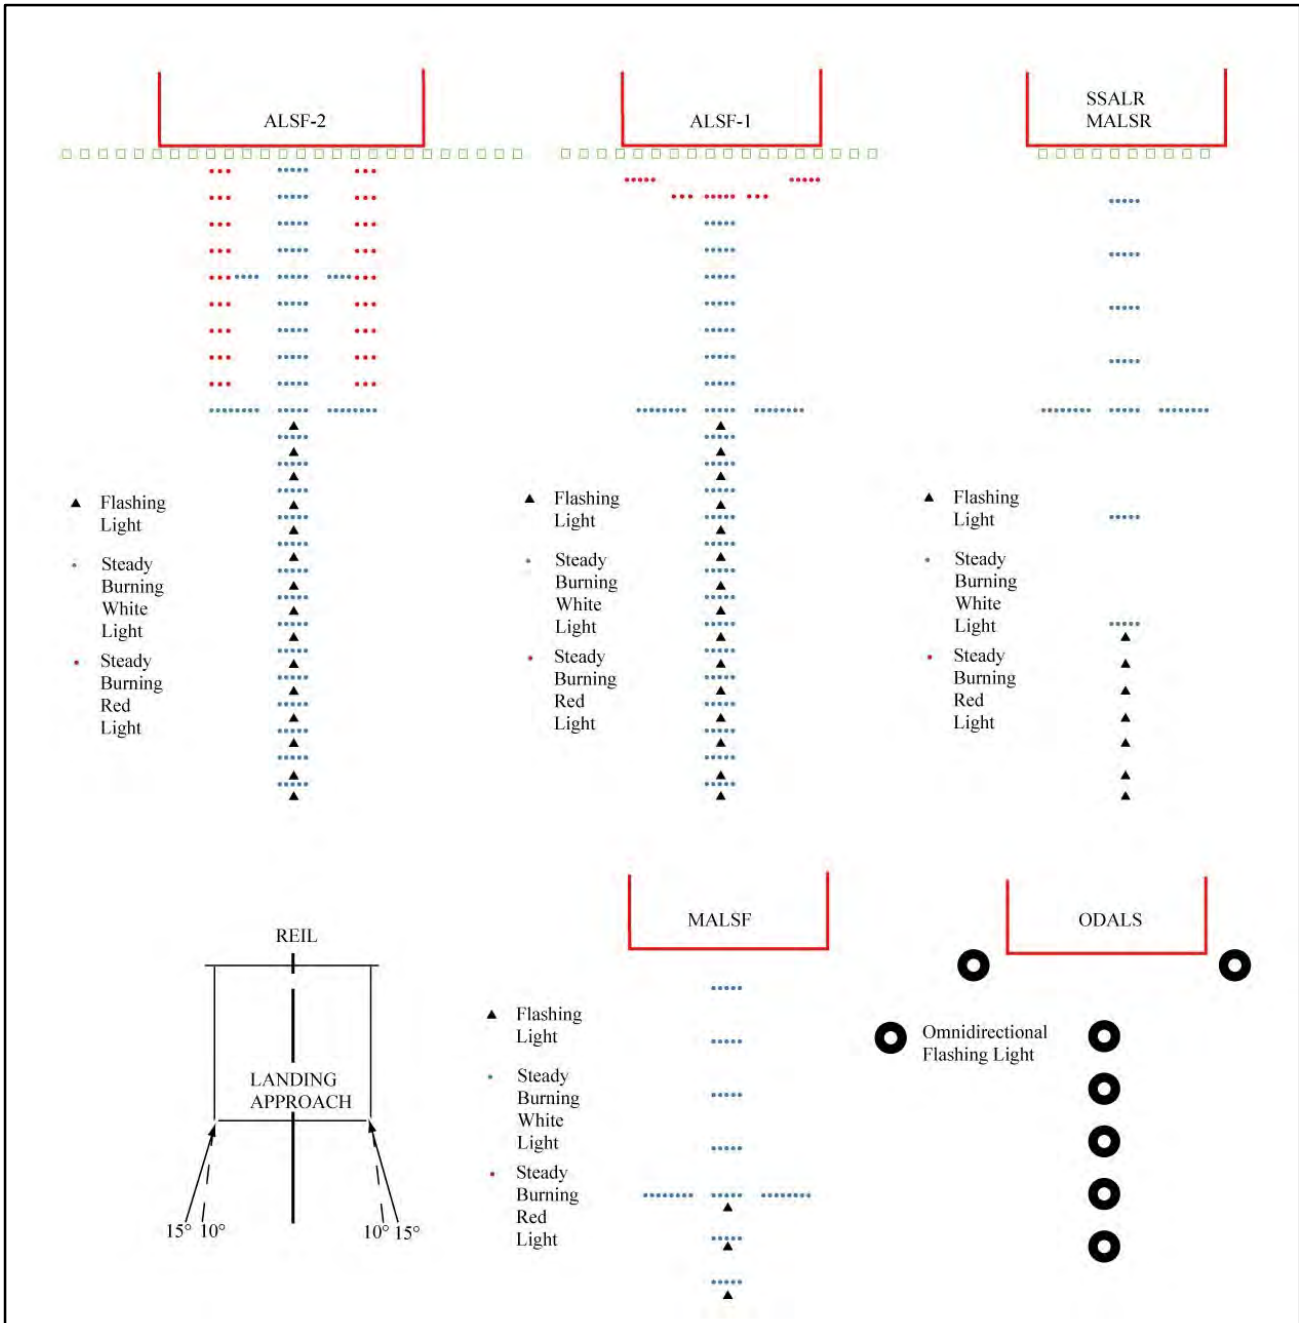 ALSF-2
ALSF-1
SSALR
MALSR
Flashing
Light
Steady
Burning
White
Light
Steady
Burning
Red
Light
Flashing
Light
Steady
Burning
White
Light
Steady
Burning
Red
Light
Flashing
Light
Steady
Burning
White
Light
Steady
Burning
Red
Light
REIL
LANDING
APPROACH
15° 10°
10° 15°
MALSF
Flashing
Light
Steady
Burning
White
Light
Steady
Burning
Red
Light
ODALS
Omnidirectional
Flashing Light